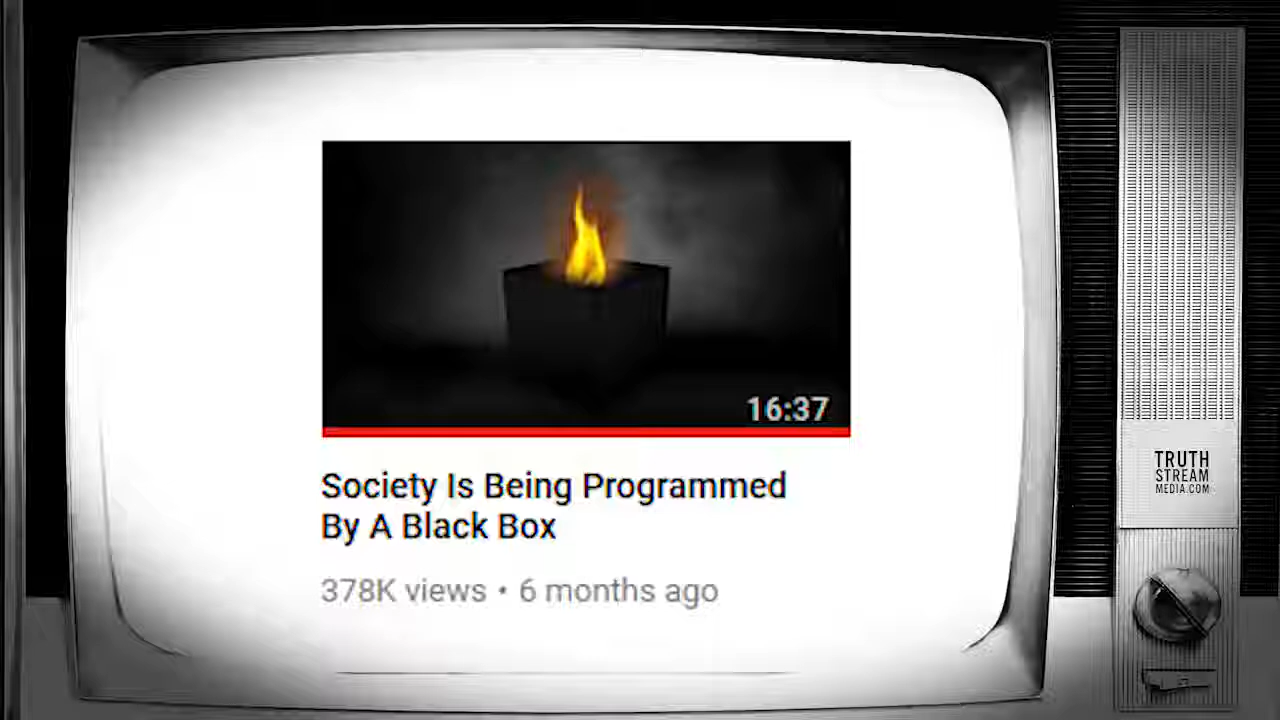 16:37
Society Is Being Programmed
By A Black Box
378K views • 6 months ago
TRUTH
STREAM
MEDIA.COM